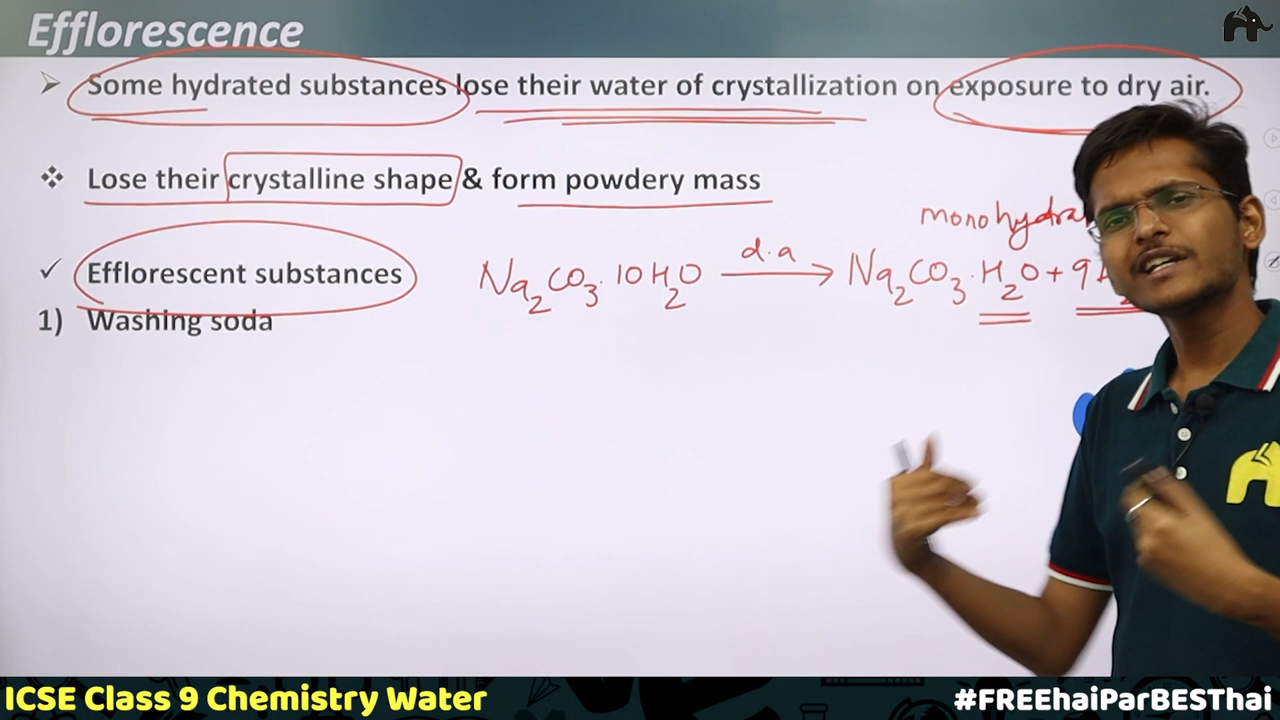 Efflorescence
➤ Some hydrated substances lose their water of crystallization on exposure to dry air.
❖ Lose their crystalline shape & form powdery mass
monohydra
✓ Efflorescent substances
Na₂CO₃·10H₂O d.a → Na₂CO₃·H₂O + 9
1) Washing soda
ICSE Class 9 Chemistry Water
#FREEhaiParBESThai